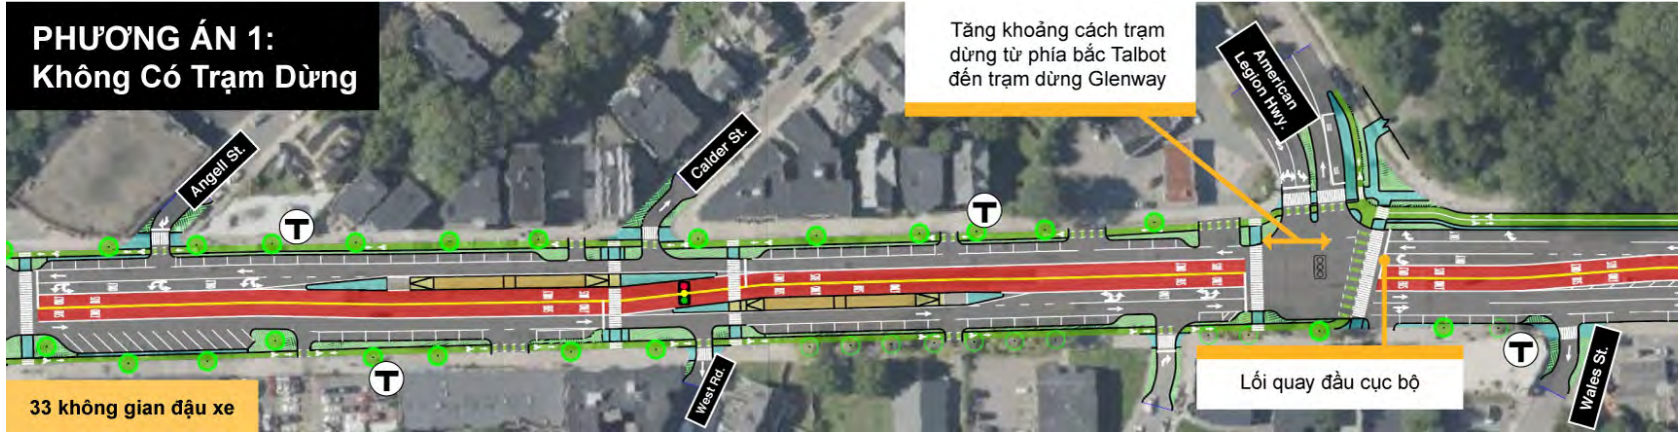 PHƯƠNG ÁN 1:
Không Có Trạm Dừng
Tăng khoảng cách trạm
dừng từ phía bắc Talbot
đến trạm dừng Glenway
American
Legion Hwy.
Angell St.
Calder St.
T
T
T
T
West Rd.
Wales St.
Lối quay đầu cục bộ
33 không gian đậu xe